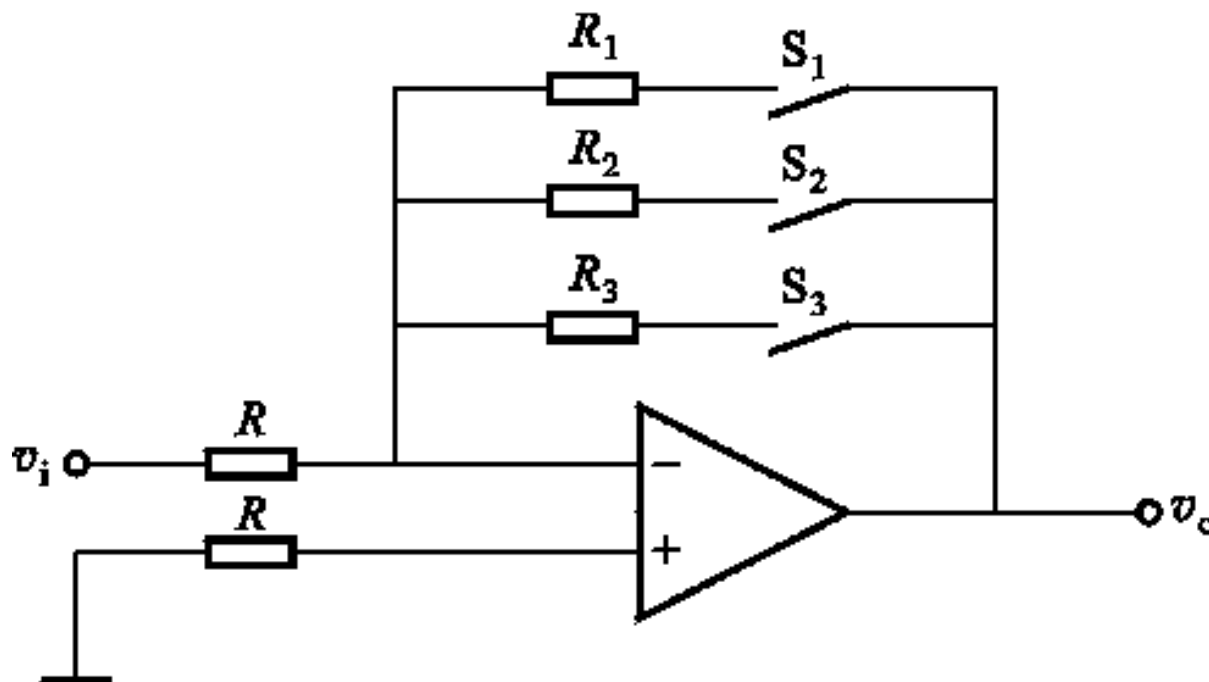 R₁ S₁
R₂ S₂
R₃ S₃
R
vᵢ −
R
+ vₒ